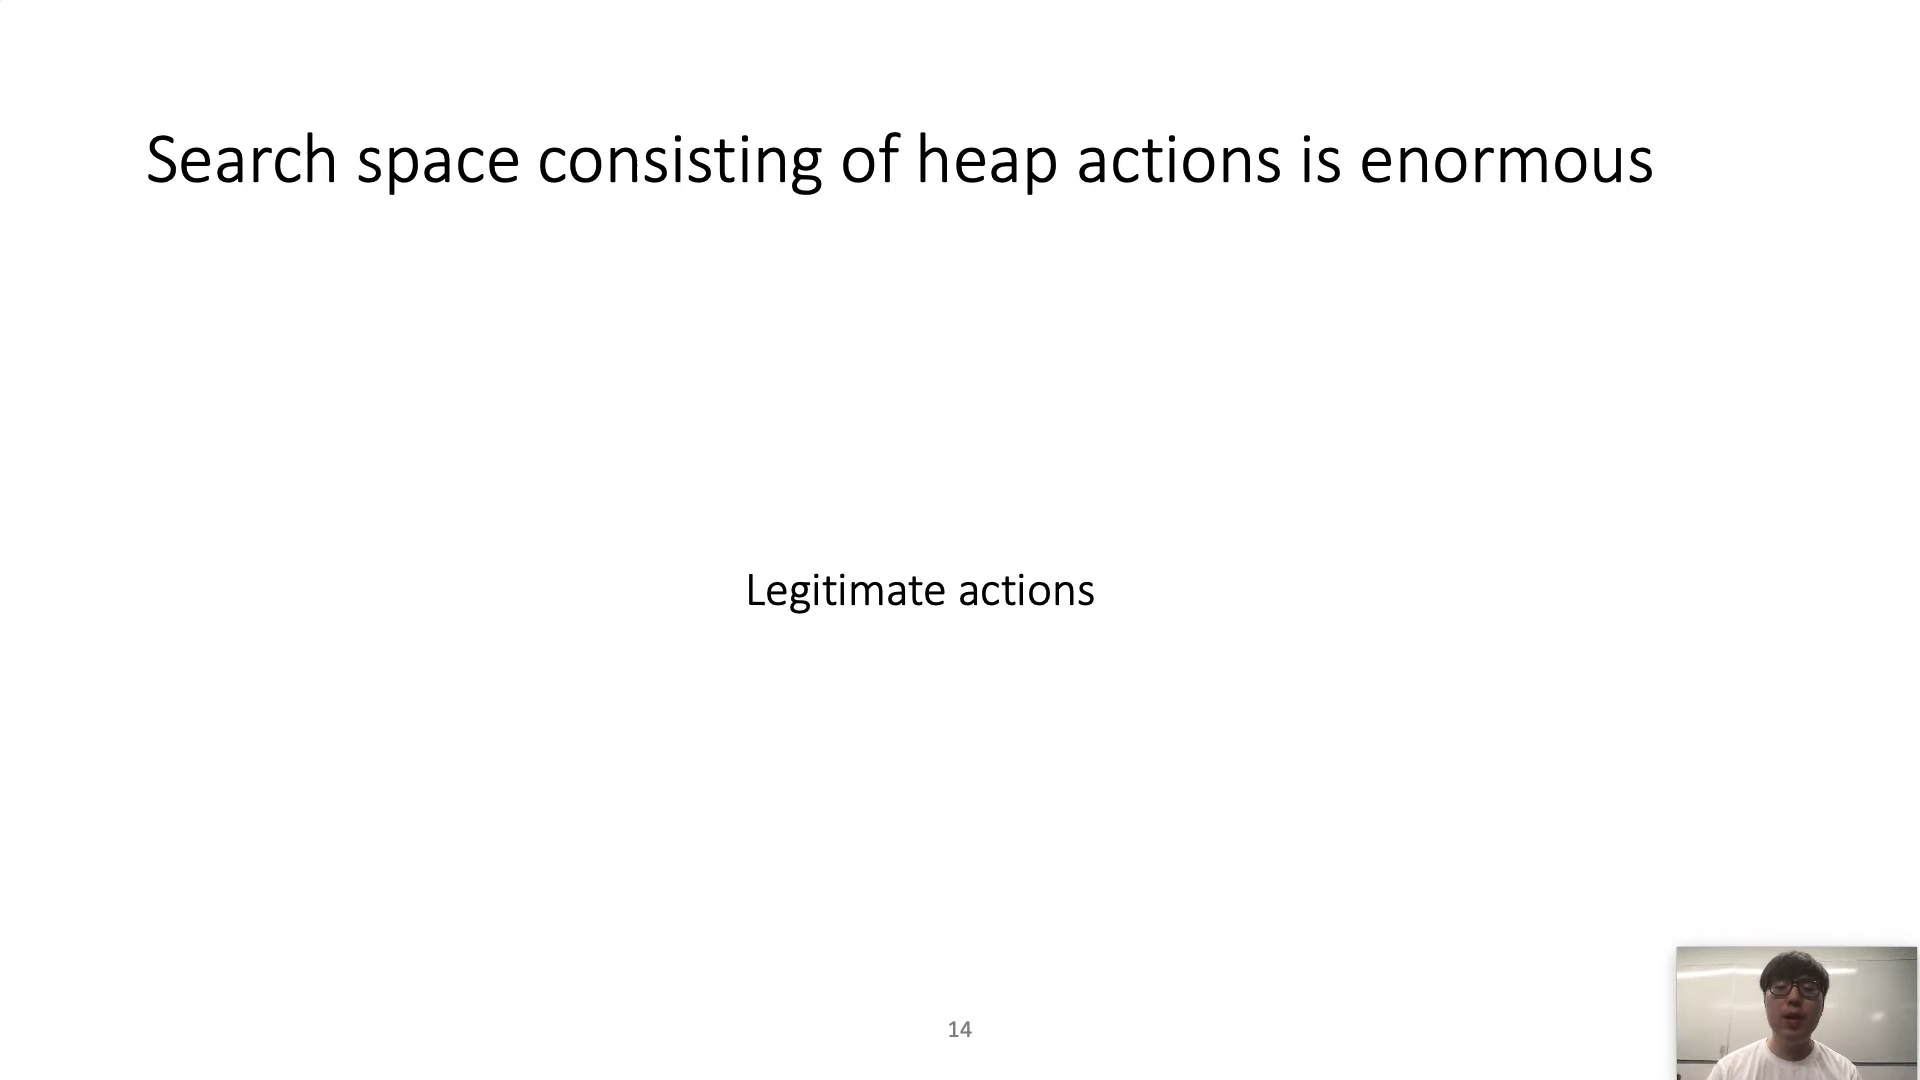 Search space consisting of heap actions is enormous
Legitimate actions
14